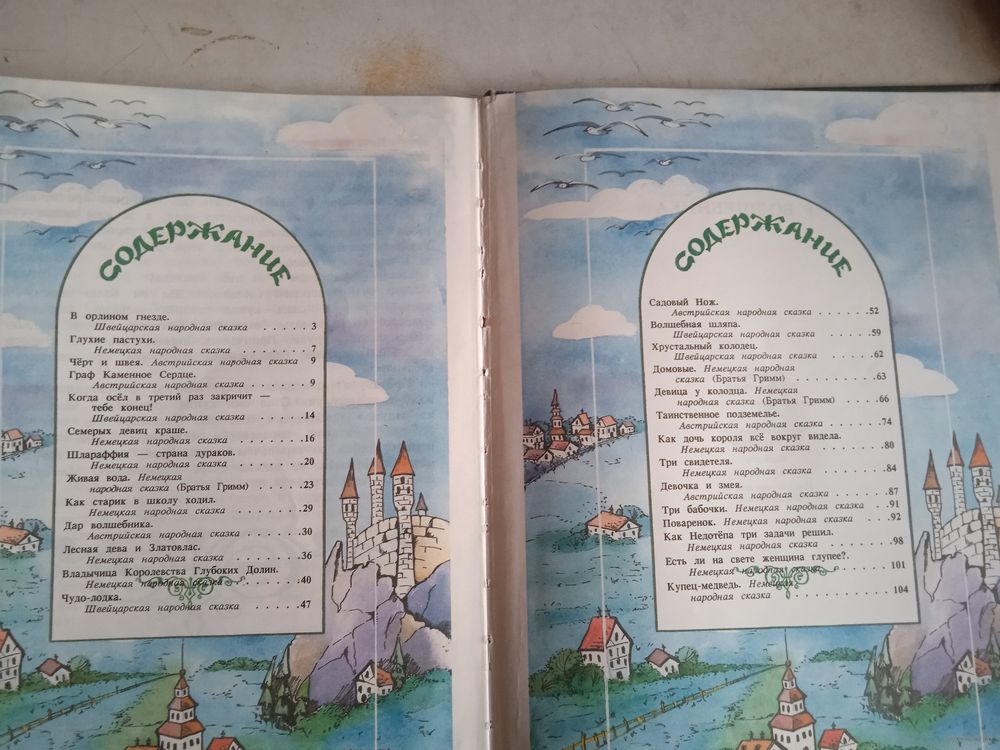 СОДЕРЖАНИЕ
В орлином гнезде.
Швейцарская народная сказка . . . . . . 3
Глухие пастухи.
Немецкая народная сказка . . . . . . . . 7
Чёрт и швея. Австрийская народная сказка 9
Граф Каменное Сердце.
Австрийская народная сказка . . . . . . . 9
Когда осёл в третий раз закричит —
тебе конец!
Швейцарская народная сказка . . . . . .14
Семерых девиц краше.
Немецкая народная сказка . . . . . . . .16
Шлараффия — страна дураков.
Немецкая народная сказка . . . . . . . .20
Живая вода. Немецкая
народная сказка (Братья Гримм) . . . . .23
Как старик в школу ходил.
Немецкая народная сказка . . . . . . . .29
Дар волшебника.
Австрийская народная сказка . . . . . .30
Лесная дева и Златовлас.
Немецкая народная сказка . . . . . . . .36
Владычица Королевства Глубоких Долин.
Немецкая народная сказка . . . . . . . .40
Чудо-лодка.
Швейцарская народная сказка . . . . . .47
СОДЕРЖАНИЕ
Садовый Нож.
Австрийская народная сказка . . . . . . .52
Волшебная шляпа.
Швейцарская народная сказка . . . . . . .59
Хрустальный колодец.
Швейцарская народная сказка . . . . . . .62
Домовые. Немецкая народная
сказка (Братья Гримм) . . . . . . . . . .63
Девица у колодца. Немецкая
народная сказка (Братья Гримм) . . . . .66
Таинственное подземелье.
Австрийская народная сказка . . . . . . .74
Как дочь короля всё вокруг видела.
Немецкая народная сказка . . . . . . . .80
Три свидетеля.
Немецкая народная сказка . . . . . . . .84
Девочка и змея.
Австрийская народная сказка . . . . . . .87
Три бабочки. Немецкая народная сказка . .91
Поваренок. Немецкая народная сказка . . .92
Как Недотёпа три задачи решил.
Немецкая народная сказка . . . . . . . .98
Есть ли на свете женщина глупее?.
Немецкая народная сказка . . . . . . . 101
Купец-медведь. Немецкая
народная сказка . . . . . . . . . . . . 104